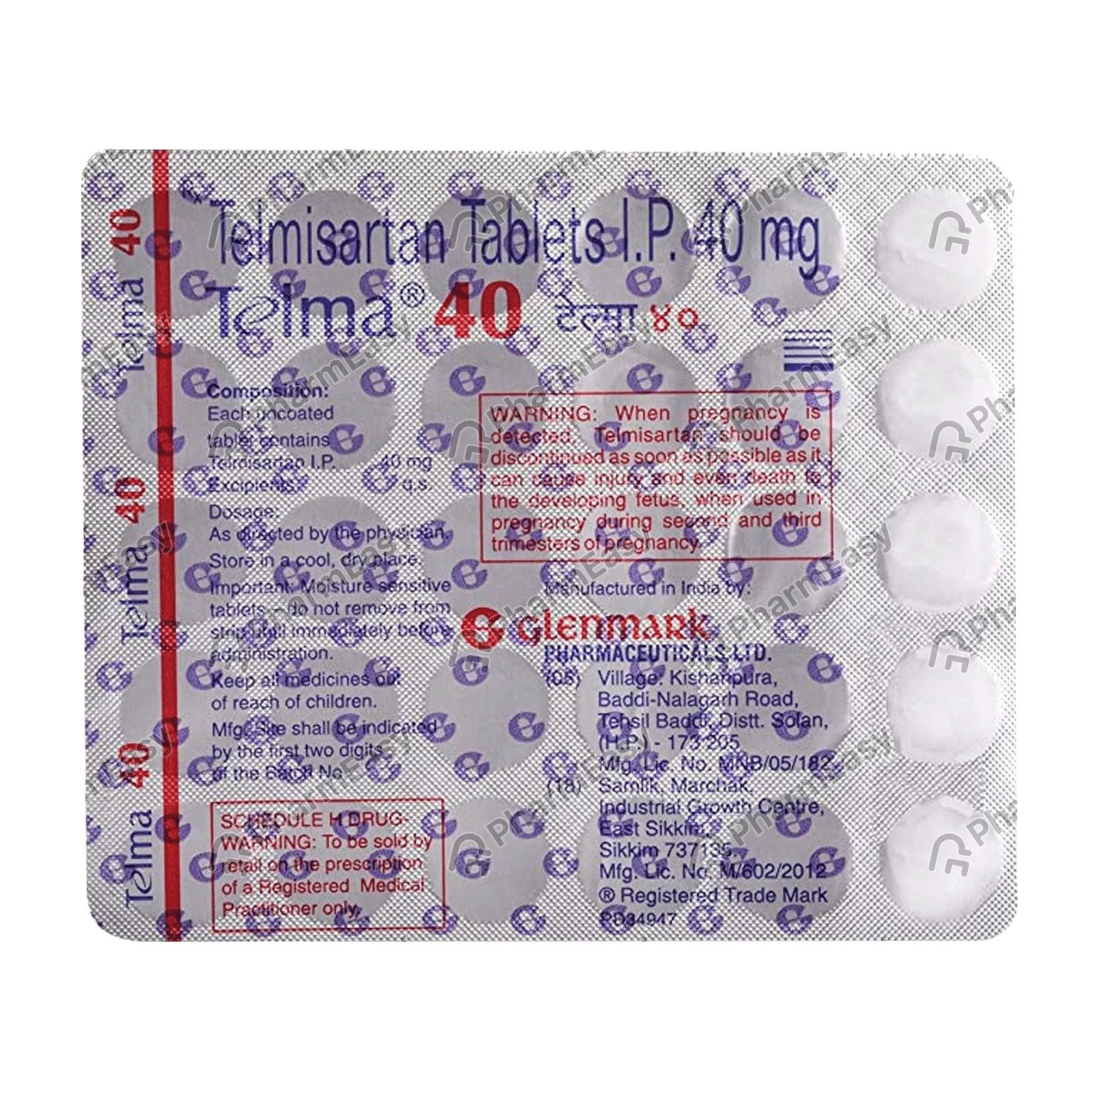 Rx Telmisartan Tablets I.P. 40 mg
Telma® 40 टेल्मा ४०
Composition:
Each uncoated
tablet contains
Telmisartan I.P. 40 mg
Excipients q.s.
Dosage:
As directed by the physician.
Store in a cool, dry place.
Important: Moisture sensitive
tablets - do not remove from
strip until immediately before
administration.
Keep all medicines out
of reach of children.
Mfg. Site shall be indicated
by the first two digits
of the Batch No.
SCHEDULE H DRUG-
WARNING: To be sold by
retail on the prescription
of a Registered Medical
Practitioner only.
WARNING: When pregnancy is
detected, Telmisartan should be
discontinued as soon as possible as it
can cause injury and even death to
the developing fetus, when used in
pregnancy during second and third
trimesters of pregnancy.
Manufactured in India by:
GLENMARK
PHARMACEUTICALS LTD.
(05) Village: Kishanpura,
Baddi-Nalagarh Road,
Tehsil Baddi, Distt. Solan,
(H.P.) - 173 205
Mfg. Lic. No. MNB/05/182
(18) Samlik, Marchak,
Industrial Growth Centre,
East Sikkim,
Sikkim 737135
Mfg. Lic. No. M/602/2012
® Registered Trade Mark
PD34947
Telma 40
Telma 40
Telma 40
PharmEasy